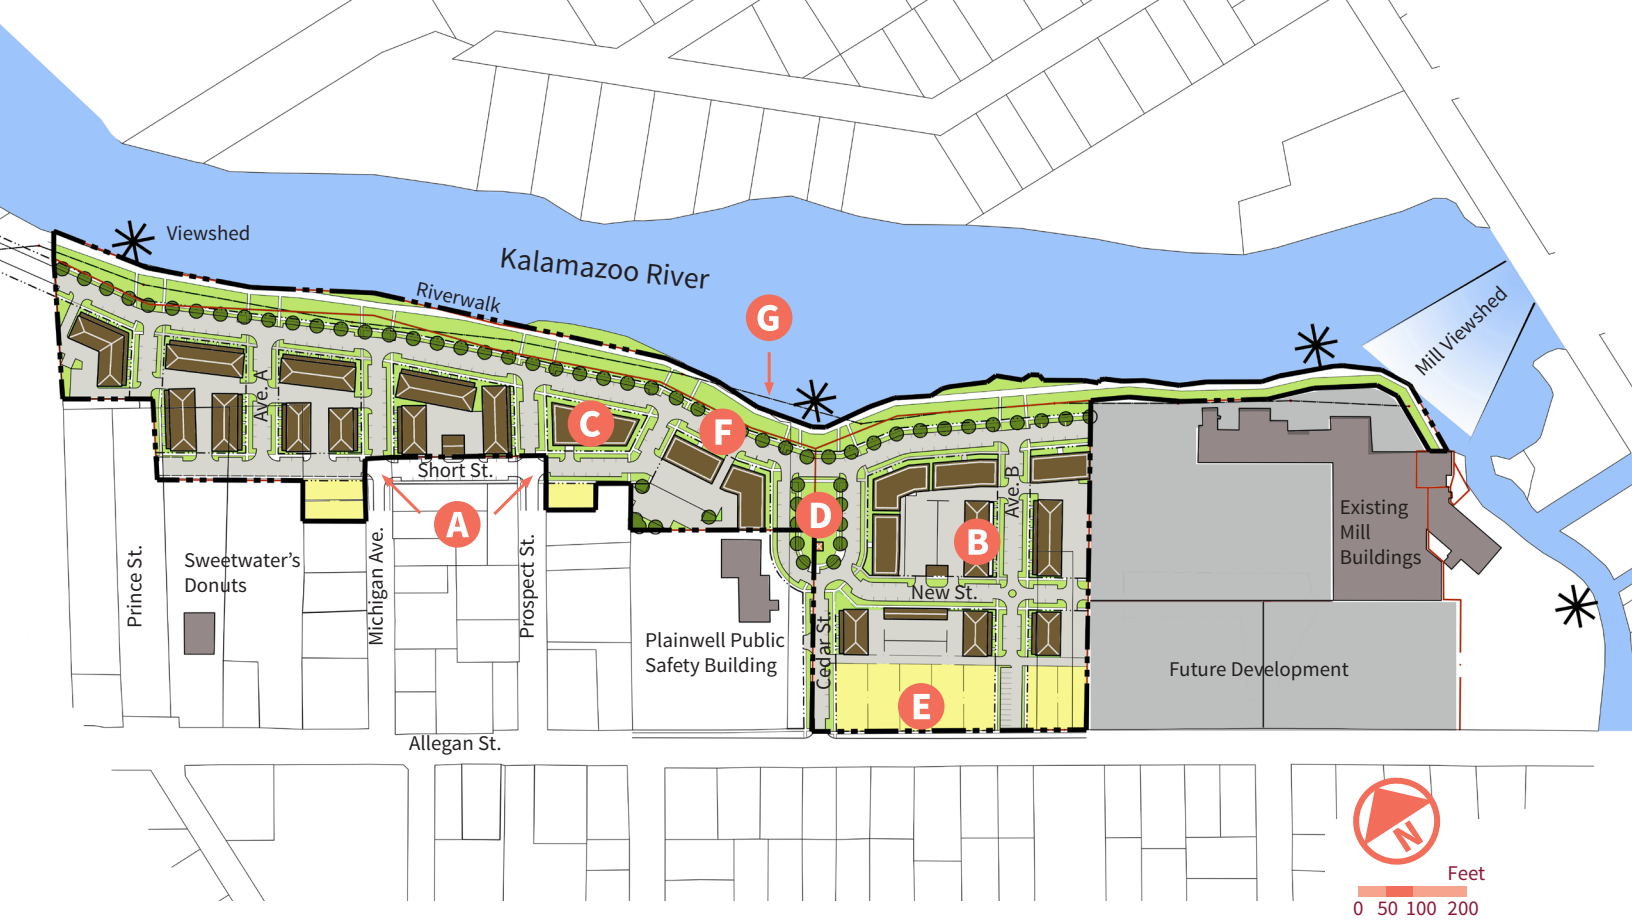 Viewshed
Kalamazoo River
Riverwalk
G
Mill Viewshed
Ave. A
C
F
Short St.
A
D
B
Ave. B
Existing
Mill
Buildings
Prince St.
Sweetwater's
Donuts
Michigan Ave.
Prospect St.
New St.
Plainwell Public
Safety Building
Cedar St.
E
Future Development
Allegan St.
N
Feet
0 50 100 200